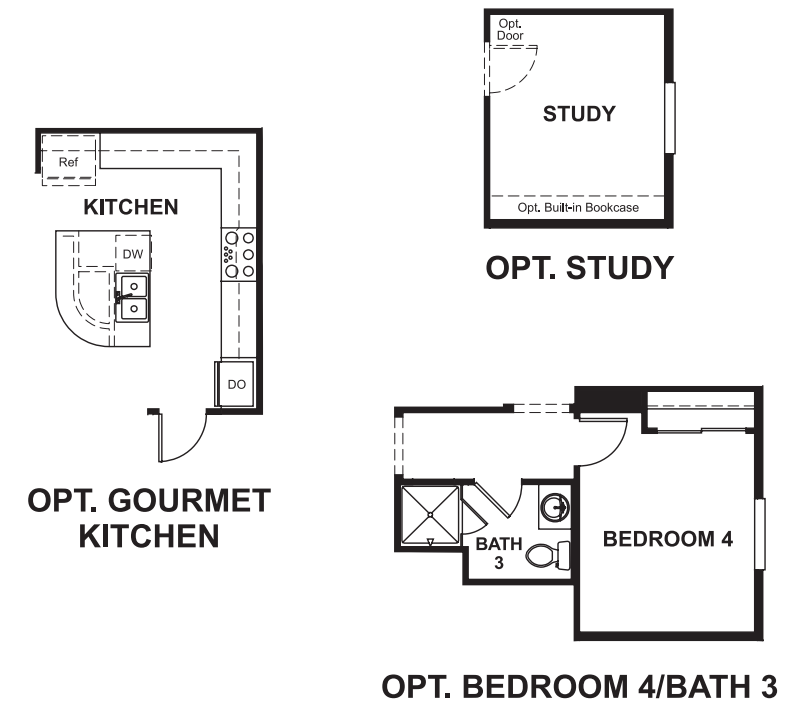 Opt.
Door
STUDY
Opt. Built-in Bookcase
OPT. STUDY
Ref
KITCHEN
DW
DO
OPT. GOURMET
KITCHEN
BATH
3
BEDROOM 4
OPT. BEDROOM 4/BATH 3